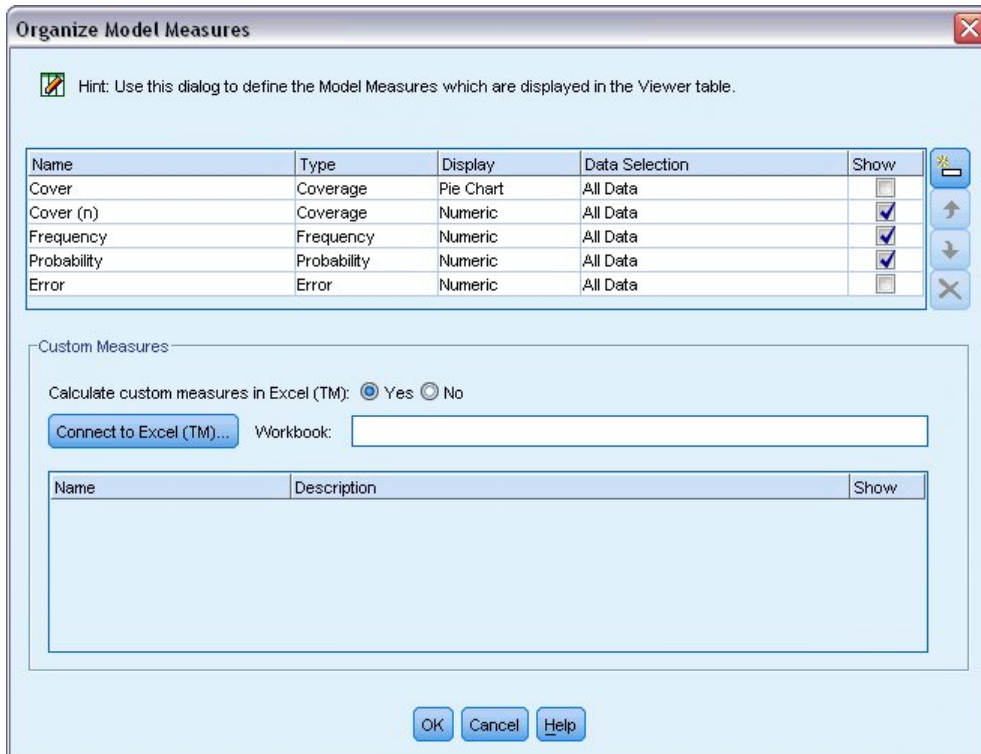 Organize Model Measures
Hint: Use this dialog to define the Model Measures which are displayed in the Viewer table.
Name Type Display Data Selection Show
Cover Coverage Pie Chart All Data
Cover (n) Coverage Numeric All Data
Frequency Frequency Numeric All Data
Probability Probability Numeric All Data
Error Error Numeric All Data
Custom Measures
Calculate custom measures in Excel (TM): Yes No
Connect to Excel (TM)... Workbook:
Name Description Show
OK Cancel Help